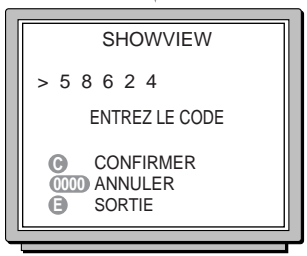 SHOWVIEW
> 5 8 6 2 4
ENTREZ LE CODE
C CONFIRMER
0000 ANNULER
E SORTIE